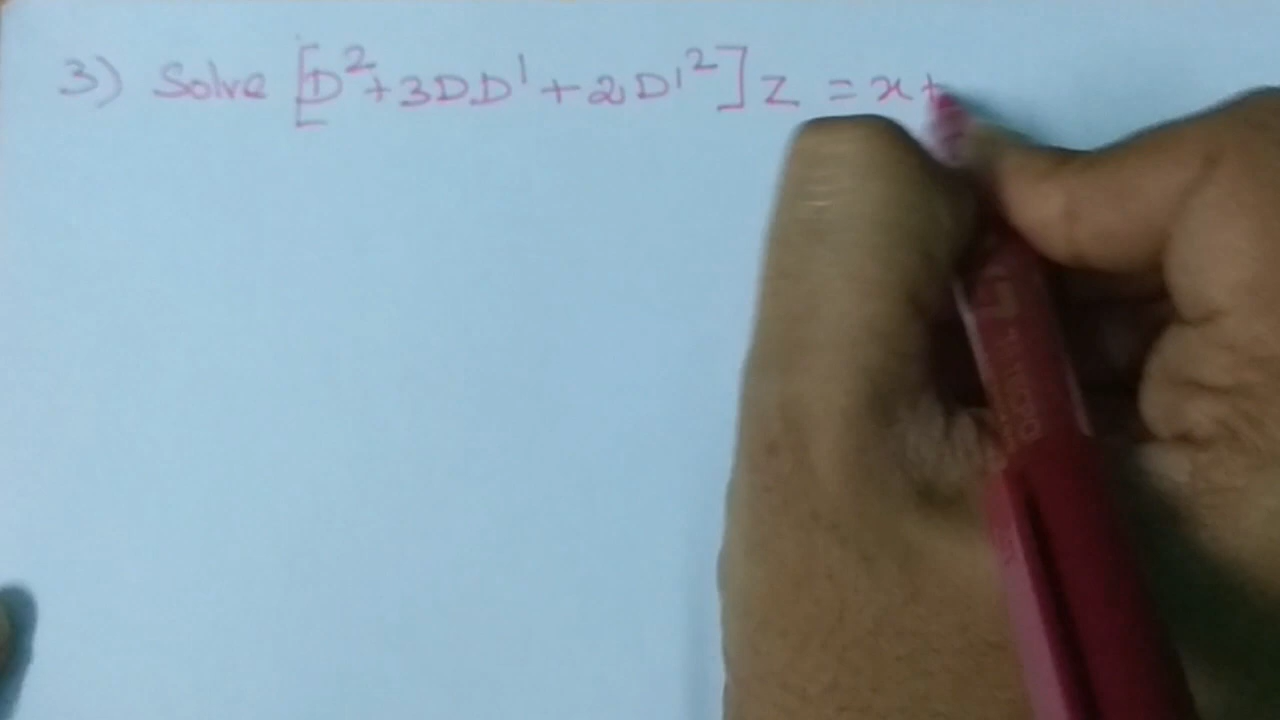 3) Solve [D²+3DD'+2D'²]z = x+